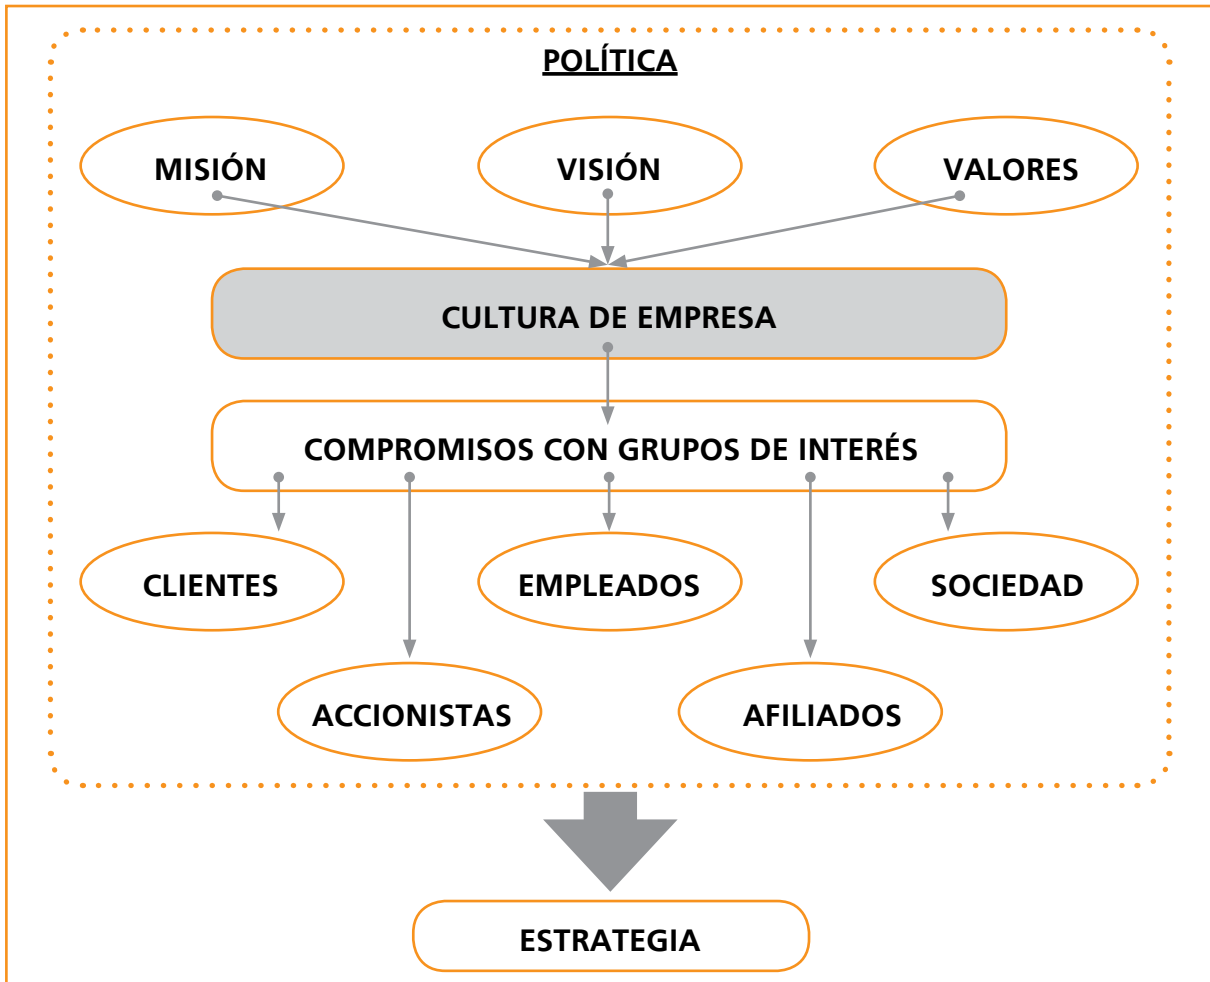 POLÍTICA
MISIÓN
VISIÓN
VALORES
CULTURA DE EMPRESA
COMPROMISOS CON GRUPOS DE INTERÉS
CLIENTES
EMPLEADOS
SOCIEDAD
ACCIONISTAS
AFILIADOS
ESTRATEGIA